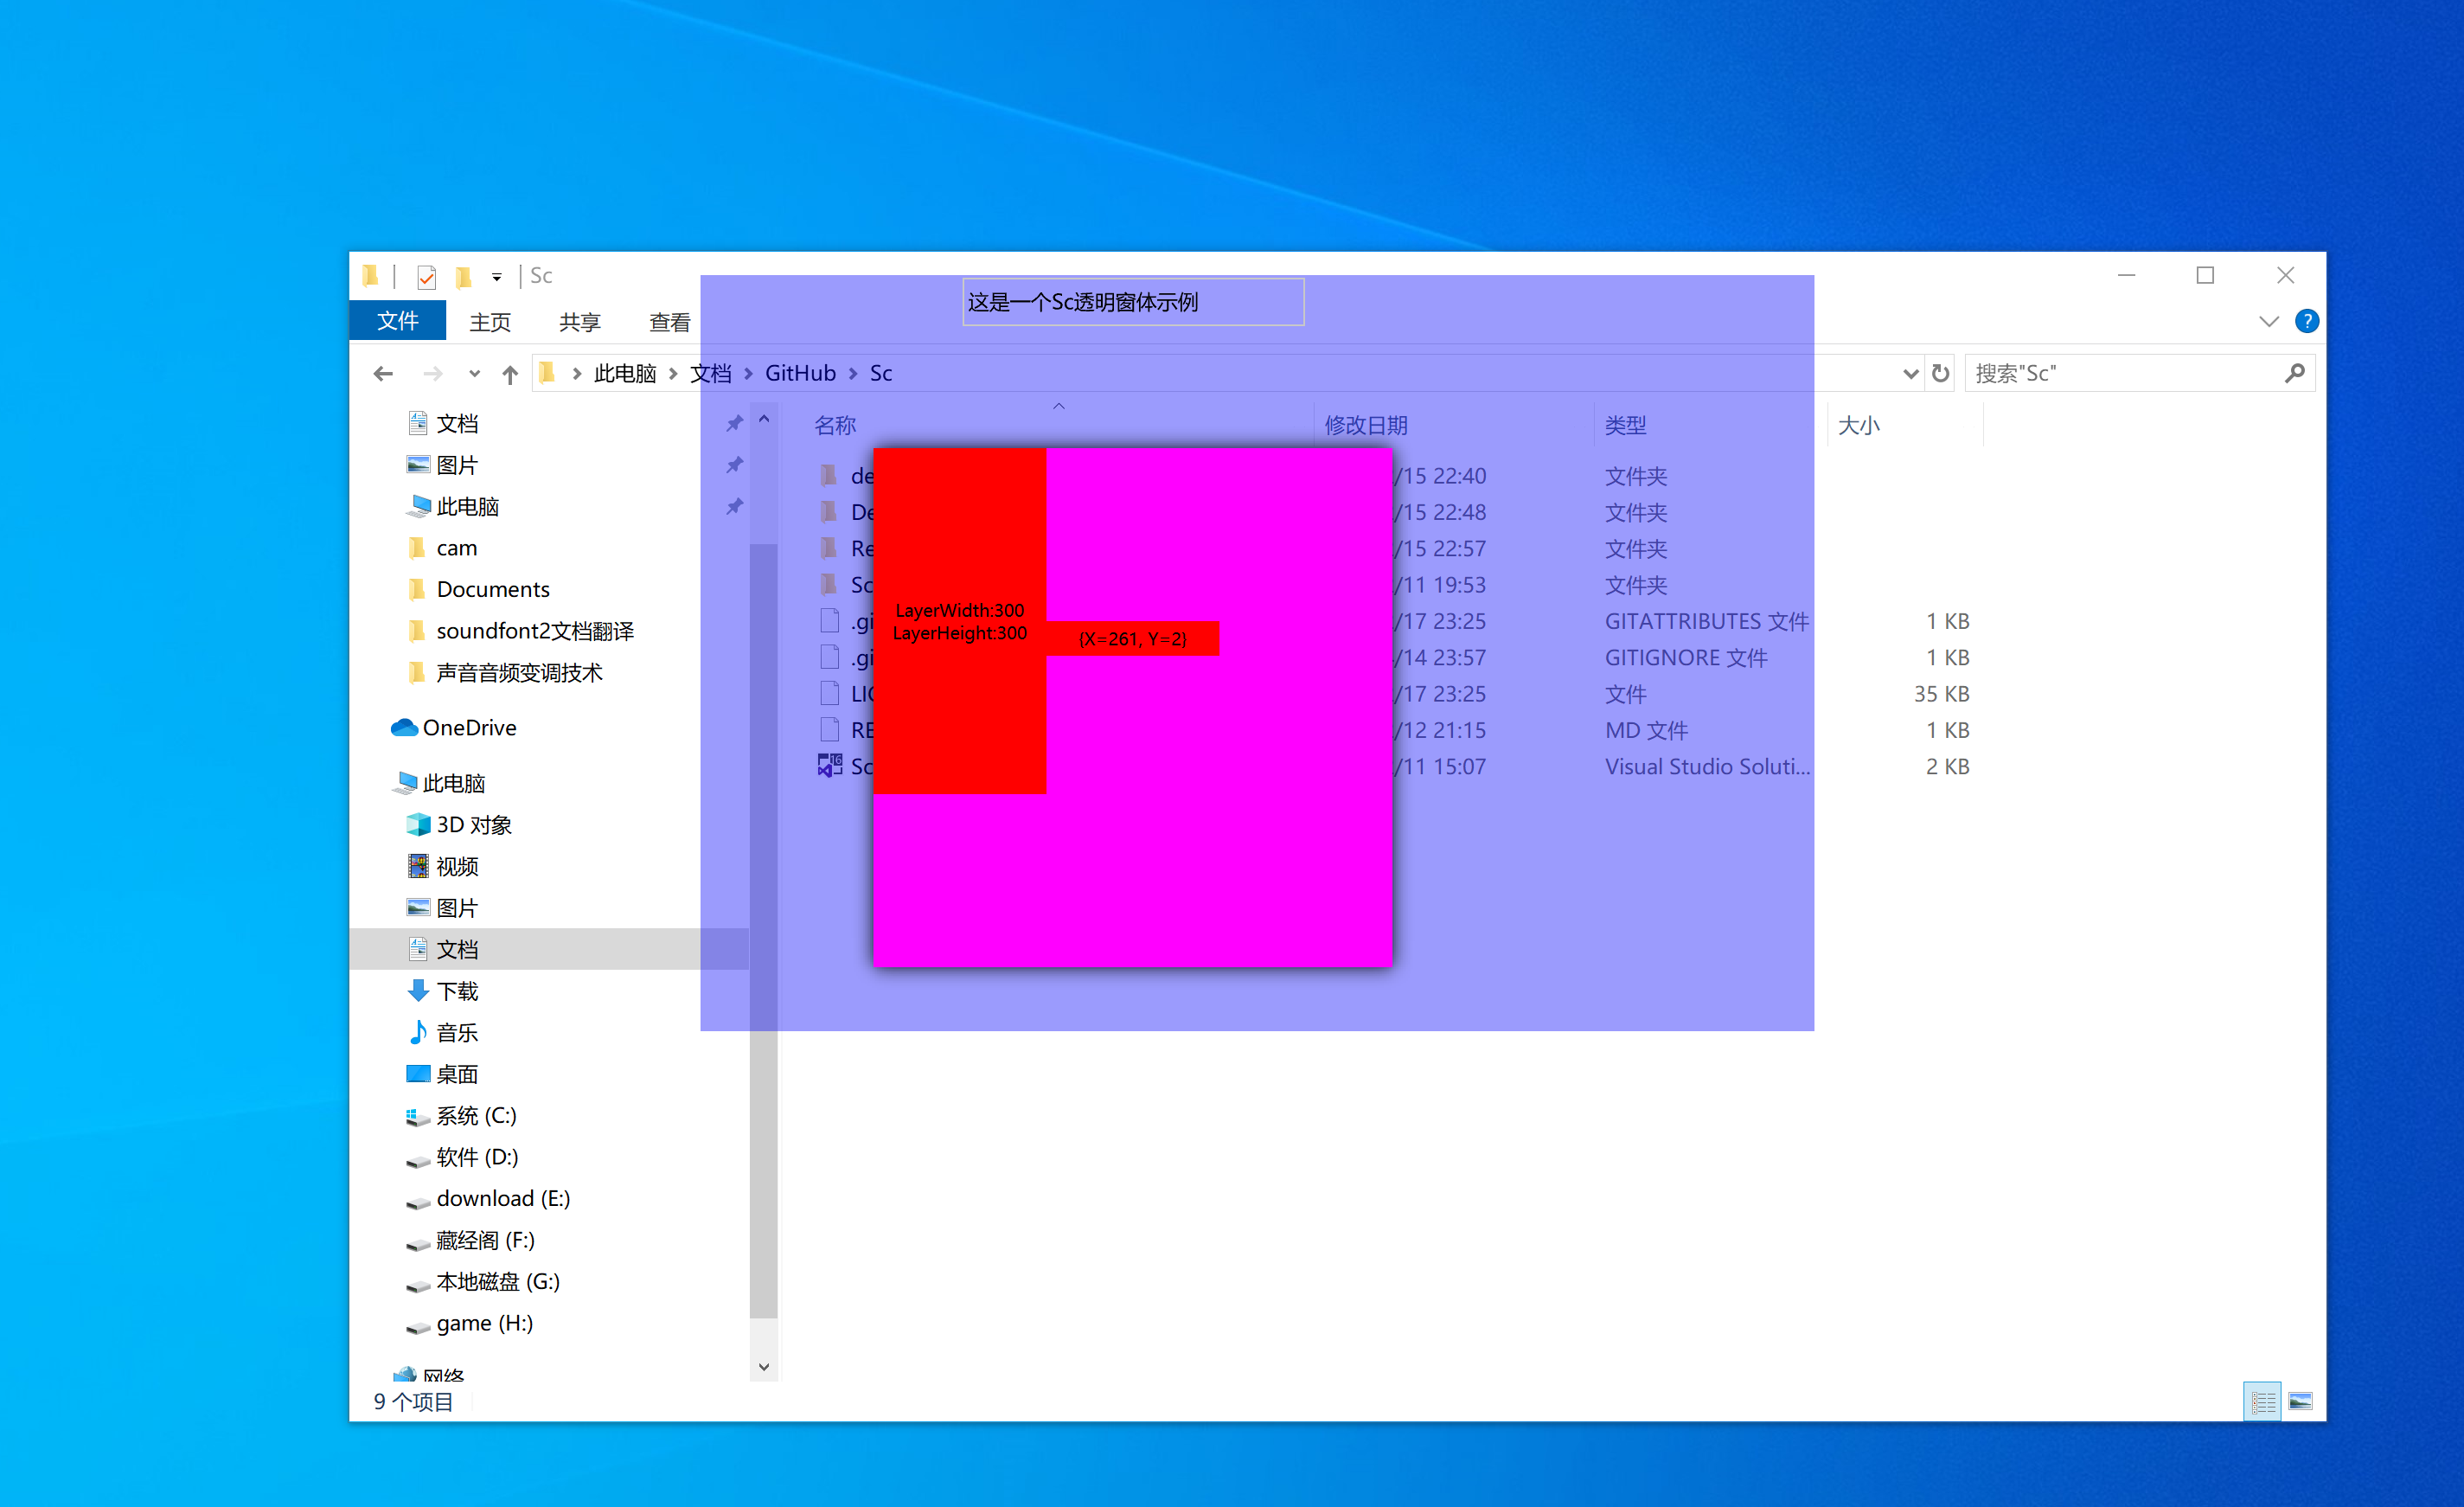 Sc
这是一个Sc透明窗体示例
文件 主页 共享 查看
此电脑 文档 GitHub Sc
搜索"Sc"
文档
图片
此电脑
cam
Documents
soundfont2文档翻译
声音音频变调技术
OneDrive
此电脑
3D 对象
视频
图片
文档
下载
音乐
桌面
系统 (C:)
软件 (D:)
download (E:)
藏经阁 (F:)
本地磁盘 (G:)
game (H:)
网络
名称 修改日期 类型 大小
de /15 22:40 文件夹
De /15 22:48 文件夹
Re /15 22:57 文件夹
Sc /11 19:53 文件夹
.gi /17 23:25 GITATTRIBUTES 文件 1 KB
.gi /14 23:57 GITIGNORE 文件 1 KB
LIC /17 23:25 文件 35 KB
RE /12 21:15 MD 文件 1 KB
Sc /11 15:07 Visual Studio Soluti... 2 KB
LayerWidth:300
LayerHeight:300
{X=261, Y=2}
9 个项目